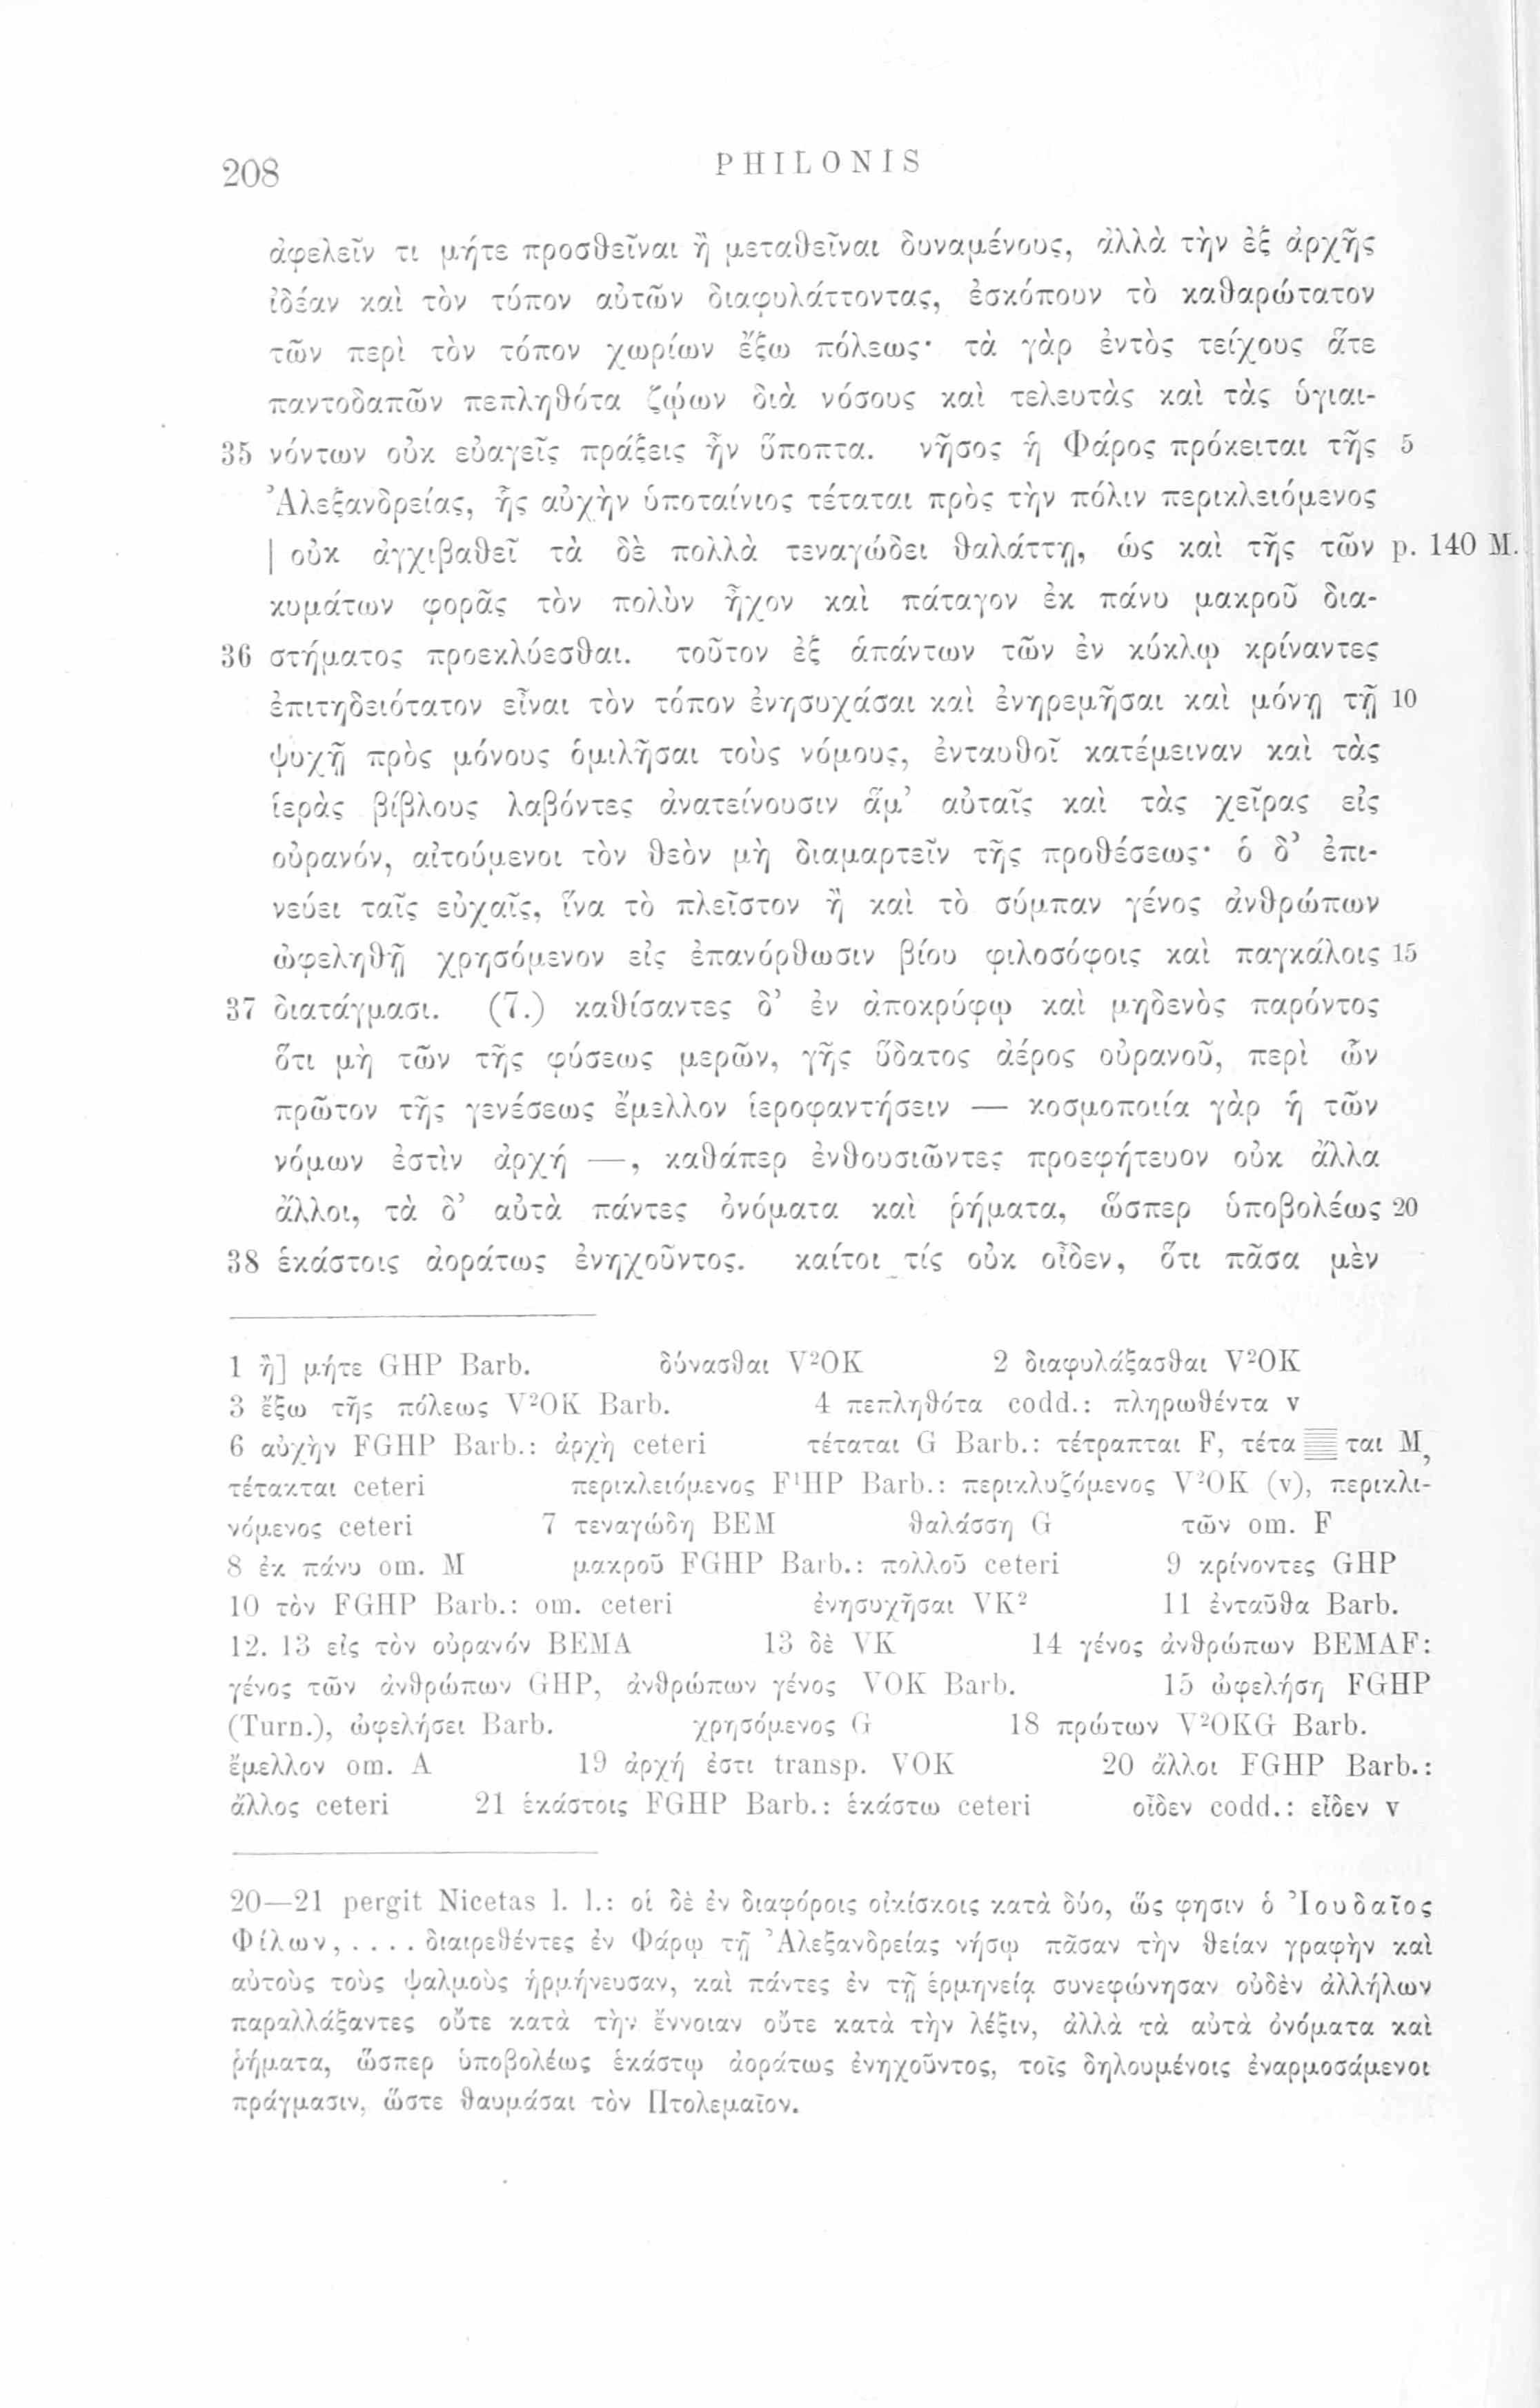 208
PHILONIS
ἀφελεῖν τι μήτε προσθεῖναι ἢ μεταθεῖναι δυναμένους, ἀλλὰ τὴν ἐξ ἀρχῆς
ἰδέαν καὶ τὸν τύπον αὐτῶν διαφυλάττοντας, ἐσκόπουν τὸ καθαρώτατον
τῶν περὶ τὸν τόπον χωρίων ἔξω πόλεως· τὰ γὰρ ἐντὸς τείχους ἅτε
παντοδαπῶν πεπληθότα ζῴων διὰ νόσους καὶ τελευτὰς καὶ τὰς ὑγιαι-
35 νόντων οὐκ εὐαγεῖς πράξεις ἦν ὕποπτα. νῆσος ἡ Φάρος πρόκειται τῆς 5
Ἀλεξανδρείας, ἧς αὐχὴν ὑποταίνιος τέταται πρὸς τὴν πόλιν περικλειόμενος
| οὐκ ἀγχιβαθεῖ τὰ δὲ πολλὰ τεναγώδει θαλάττῃ, ὡς καὶ τῆς τῶν p. 140 M.
κυμάτων φορᾶς τὸν πολὺν ἦχον καὶ πάταγον ἐκ πάνυ μακροῦ δια-
36 στήματος προεκλύεσθαι. τοῦτον ἐξ ἁπάντων τῶν ἐν κύκλῳ κρίναντες
ἐπιτηδειότατον εἶναι τὸν τόπον ἐνησυχάσαι καὶ ἐνηρεμῆσαι καὶ μόνῃ τῇ 10
ψυχῇ πρὸς μόνους ὁμιλῆσαι τοὺς νόμους, ἐνταυθοῖ κατέμειναν καὶ τὰς
ἱερὰς βίβλους λαβόντες ἀνατείνουσιν ἅμ’ αὐταῖς καὶ τὰς χεῖρας εἰς
οὐρανόν, αἰτούμενοι τὸν θεὸν μὴ διαμαρτεῖν τῆς προθέσεως· ὁ δ’ ἐπι-
νεύει ταῖς εὐχαῖς, ἵνα τὸ πλεῖστον ἢ καὶ τὸ σύμπαν γένος ἀνθρώπων
ὠφεληθῇ χρησόμενον εἰς ἐπανόρθωσιν βίου φιλοσόφοις καὶ παγκάλοις 15
37 διατάγμασι. (7.) καθίσαντες δ’ ἐν ἀποκρύφῳ καὶ μηδενὸς παρόντος
ὅτι μὴ τῶν τῆς φύσεως μερῶν, γῆς ὕδατος ἀέρος οὐρανοῦ, περὶ ὧν
πρῶτον τῆς γενέσεως ἔμελλον ἱεροφαντήσειν — κοσμοποιία γὰρ ἡ τῶν
νόμων ἐστὶν ἀρχή —, καθάπερ ἐνθουσιῶντες προεφήτευον οὐκ ἄλλα
ἄλλοι, τὰ δ’ αὐτὰ πάντες ὀνόματα καὶ ῥήματα, ὥσπερ ὑποβολέως 20
38 ἑκάστοις ἀοράτως ἐνηχοῦντος. καίτοι τίς οὐκ οἶδεν, ὅτι πᾶσα μὲν
1 ἢ] μήτε GHP Barb. δύνασθαι V²OK 2 διαφυλάξασθαι V²OK
3 ἔξω τῆς πόλεως V²OK Barb. 4 πεπληθότα codd.: πληρωθέντα v
6 αὐχὴν FGHP Barb.: ἀρχὴ ceteri τέταται G Barb.: τέτραπται F, τέτα ται M,
τέτακται ceteri περικλειόμενος F¹HP Barb.: περικλυζόμενος V²OK (v), περικλι-
νόμενος ceteri 7 τεναγώδη BEM θαλάσσῃ G τῶν om. F
8 ἐκ πάνυ om. M μακροῦ FGHP Barb.: πολλοῦ ceteri 9 κρίνοντες GHP
10 τὸν FGHP Barb.: om. ceteri ἐνησυχῆσαι VK² 11 ἐνταῦθα Barb.
12. 13 εἰς τὸν οὐρανόν BEMA 13 δὲ VK 14 γένος ἀνθρώπων BEMAF:
γένος τῶν ἀνθρώπων GHP, ἀνθρώπων γένος VOK Barb. 15 ὠφελήση FGHP
(Turn.), ὠφελήσει Barb. χρησόμενος G 18 πρώτων V²OKG Barb.
ἔμελλον om. A 19 ἀρχή ἐστι transp. VOK 20 ἄλλοι FGHP Barb.:
ἄλλος ceteri 21 ἑκάστοις FGHP Barb.: ἑκάστω ceteri οἶδεν codd.: εἶδεν v
20—21 pergit Nicetas l. l.: οἱ δὲ ἐν διαφόροις οἰκίσκοις κατὰ δύο, ὥς φησιν ὁ Ἰουδαῖος
Φίλων, .... διαιρεθέντες ἐν Φάρῳ τῇ Ἀλεξανδρείας νήσῳ πᾶσαν τὴν θείαν γραφὴν καὶ
αὐτοὺς τοὺς ψαλμοὺς ἡρμήνευσαν, καὶ πάντες ἐν τῇ ἑρμηνείᾳ συνεφώνησαν οὐδὲν ἀλλήλων
παραλλάξαντες οὔτε κατὰ τὴν ἔννοιαν οὔτε κατὰ τὴν λέξιν, ἀλλὰ τὰ αὐτὰ ὀνόματα καὶ
ῥήματα, ὥσπερ ὑποβολέως ἑκάστῳ ἀοράτως ἐνηχοῦντος, τοῖς δηλουμένοις ἐναρμοσάμενοι
πράγμασιν, ὥστε θαυμάσαι τὸν Πτολεμαῖον.